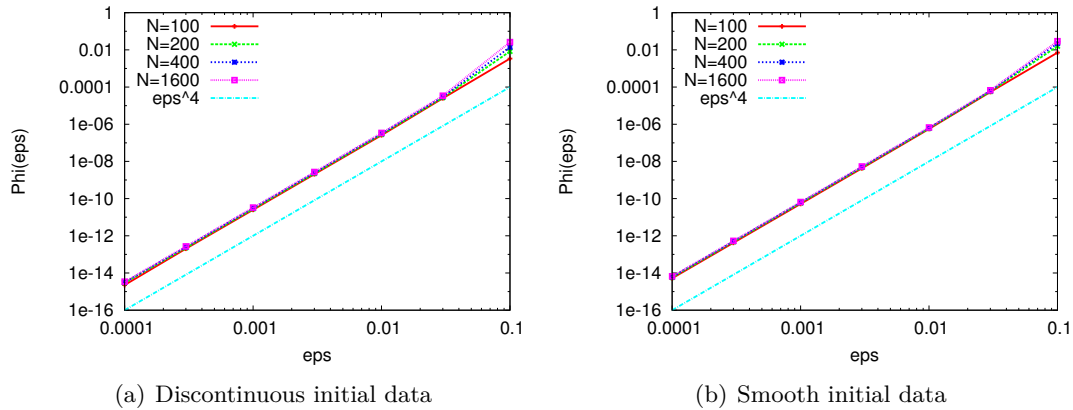 1
0.01
0.0001
1e-06
1e-08
1e-10
1e-12
1e-14
1e-16
Phi(eps)
N=100
N=200
N=400
N=1600
eps^4
0.0001 0.001 0.01 0.1
eps
(a) Discontinuous initial data
1
0.01
0.0001
1e-06
1e-08
1e-10
1e-12
1e-14
1e-16
Phi(eps)
N=100
N=200
N=400
N=1600
eps^4
0.0001 0.001 0.01 0.1
eps
(b) Smooth initial data